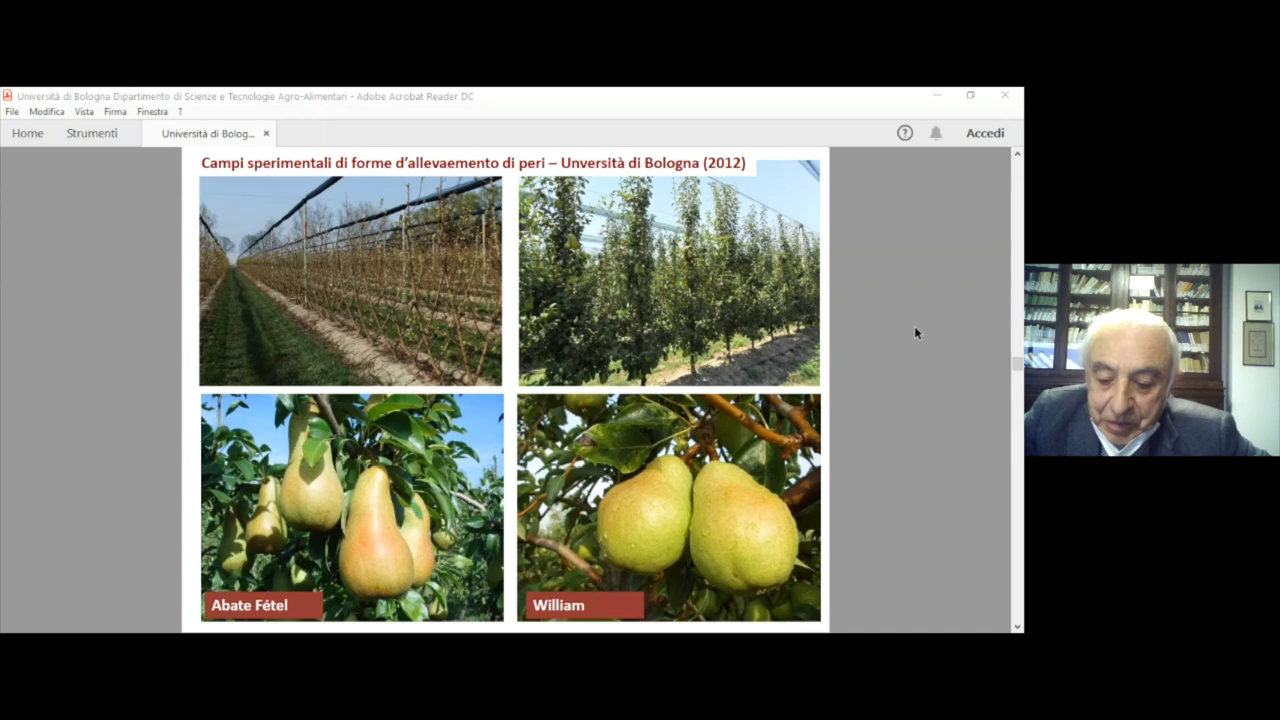 Università di Bologna Dipartimento di Scienze e Tecnologie Agro-Alimentari - Adobe Acrobat Reader DC
File Modifica Vista Firma Finestra ?
Home Strumenti Università di Bolog... × Accedi
Campi sperimentali di forme d'allevaemento di peri – Unversità di Bologna (2012)
Abate Fétel
William